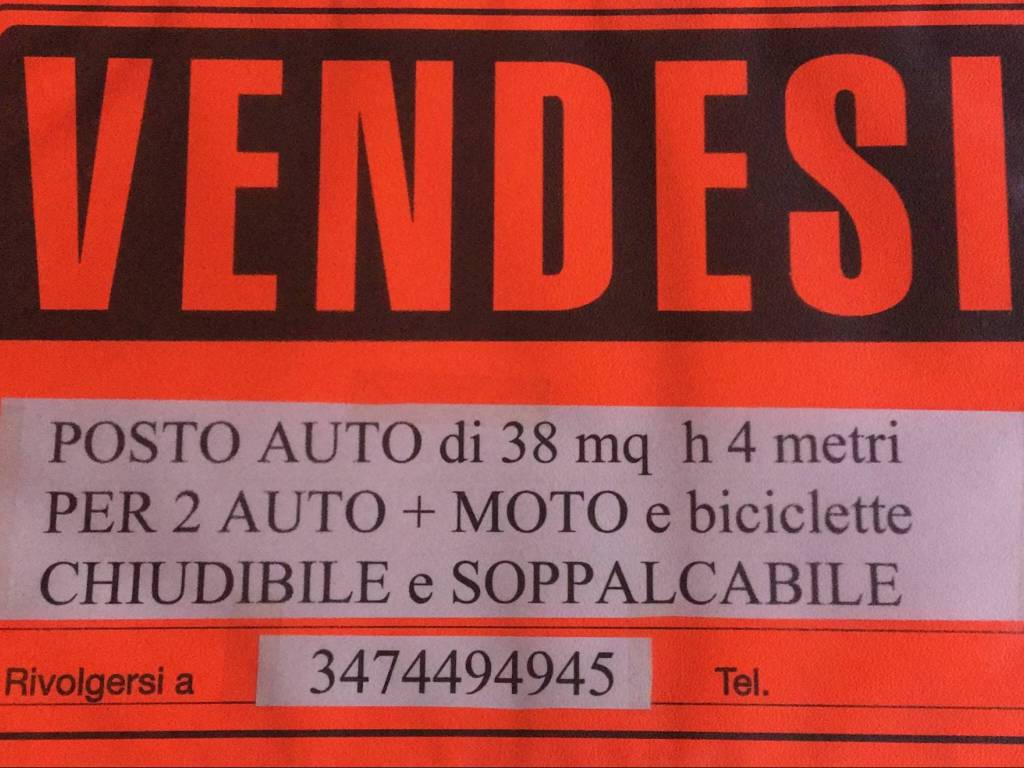 VENDESI
POSTO AUTO di 38 mq h 4 metri
PER 2 AUTO + MOTO e biciclette
CHIUDIBILE e SOPPALCABILE
Rivolgersi a 3474494945 Tel.